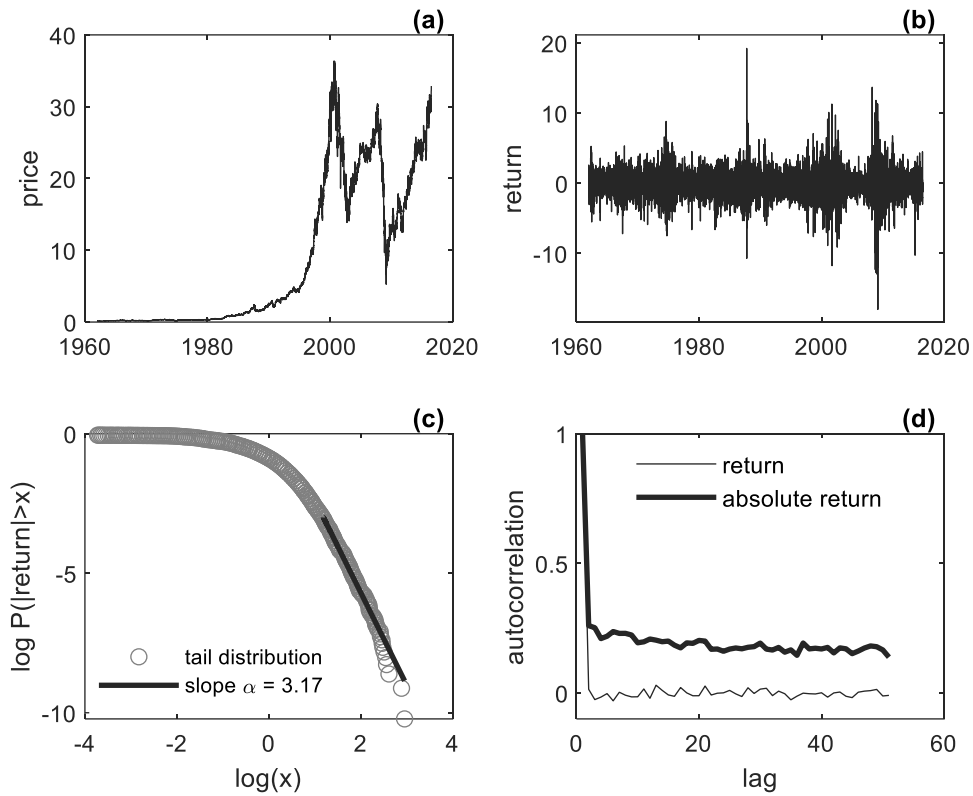 (a)
40
30
20
10
0
price
1960
1980
2000
2020
(b)
20
10
0
-10
return
1960
1980
2000
2020
(c)
0
-5
-10
log P(|return|>x)
tail distribution
slope α = 3.17
-4
-2
0
2
4
log(x)
(d)
1
0.5
0
autocorrelation
return
absolute return
0
20
40
60
lag